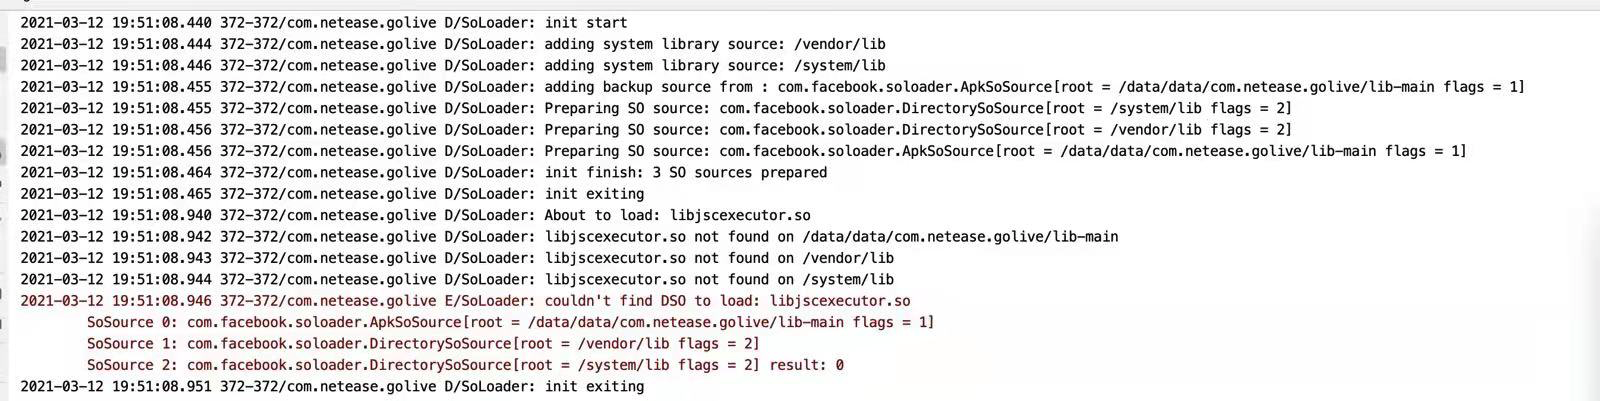 2021-03-12 19:51:08.440 372-372/com.netease.golive D/SoLoader: init start
2021-03-12 19:51:08.444 372-372/com.netease.golive D/SoLoader: adding system library source: /vendor/lib
2021-03-12 19:51:08.446 372-372/com.netease.golive D/SoLoader: adding system library source: /system/lib
2021-03-12 19:51:08.455 372-372/com.netease.golive D/SoLoader: adding backup source from : com.facebook.soloader.ApkSoSource[root = /data/data/com.netease.golive/lib-main flags = 1]
2021-03-12 19:51:08.455 372-372/com.netease.golive D/SoLoader: Preparing SO source: com.facebook.soloader.DirectorySoSource[root = /system/lib flags = 2]
2021-03-12 19:51:08.456 372-372/com.netease.golive D/SoLoader: Preparing SO source: com.facebook.soloader.DirectorySoSource[root = /vendor/lib flags = 2]
2021-03-12 19:51:08.456 372-372/com.netease.golive D/SoLoader: Preparing SO source: com.facebook.soloader.ApkSoSource[root = /data/data/com.netease.golive/lib-main flags = 1]
2021-03-12 19:51:08.464 372-372/com.netease.golive D/SoLoader: init finish: 3 SO sources prepared
2021-03-12 19:51:08.465 372-372/com.netease.golive D/SoLoader: init exiting
2021-03-12 19:51:08.940 372-372/com.netease.golive D/SoLoader: About to load: libjscexecutor.so
2021-03-12 19:51:08.942 372-372/com.netease.golive D/SoLoader: libjscexecutor.so not found on /data/data/com.netease.golive/lib-main
2021-03-12 19:51:08.943 372-372/com.netease.golive D/SoLoader: libjscexecutor.so not found on /vendor/lib
2021-03-12 19:51:08.944 372-372/com.netease.golive D/SoLoader: libjscexecutor.so not found on /system/lib
2021-03-12 19:51:08.946 372-372/com.netease.golive E/SoLoader: couldn't find DSO to load: libjscexecutor.so
SoSource 0: com.facebook.soloader.ApkSoSource[root = /data/data/com.netease.golive/lib-main flags = 1]
SoSource 1: com.facebook.soloader.DirectorySoSource[root = /vendor/lib flags = 2]
SoSource 2: com.facebook.soloader.DirectorySoSource[root = /system/lib flags = 2] result: 0
2021-03-12 19:51:08.951 372-372/com.netease.golive D/SoLoader: init exiting